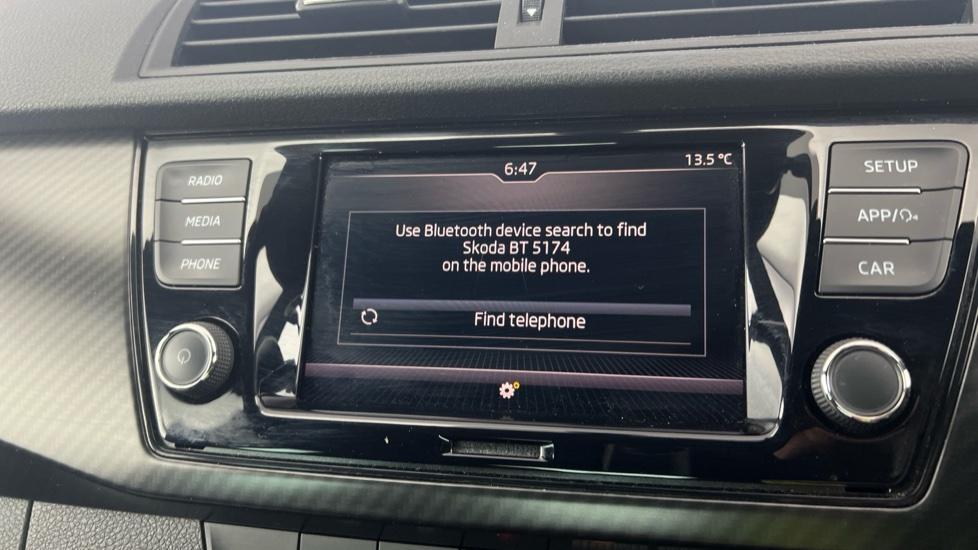 6:47
13.5 °C
RADIO
MEDIA
PHONE
Use Bluetooth device search to find
Skoda BT 5174
on the mobile phone.
Find telephone
SETUP
APP/
CAR